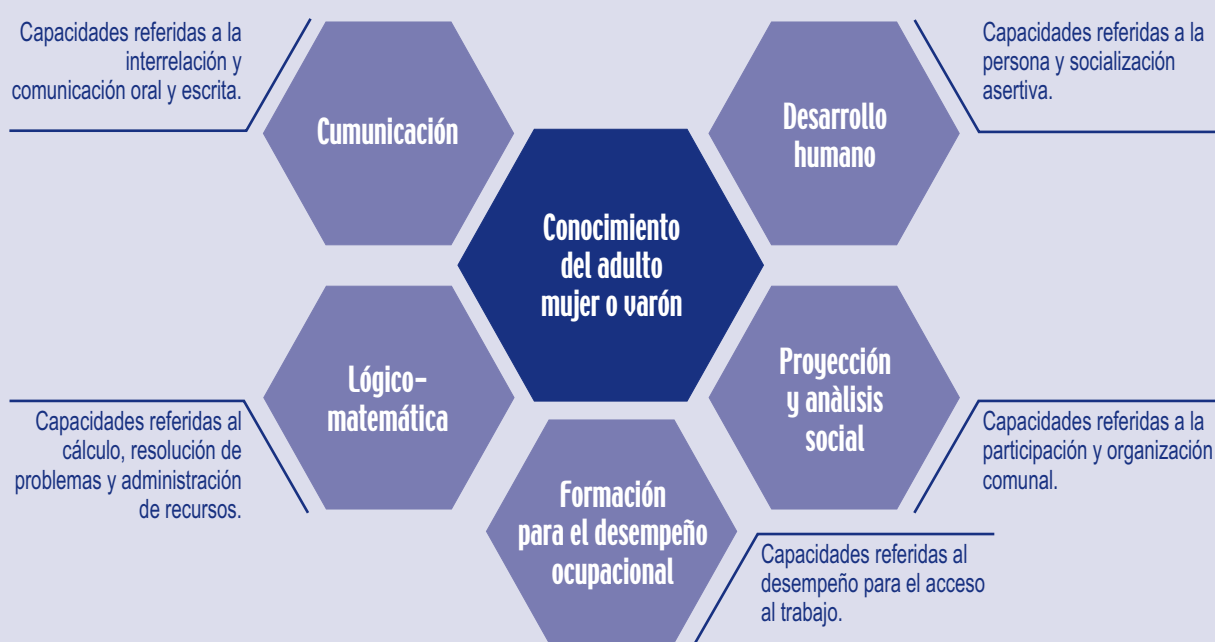 Capacidades referidas a la
interrelación y
comunicación oral y escrita.
Cumunicación
Desarrollo
humano
Capacidades referidas a la
persona y socialización
asertiva.
Conocimiento
del adulto
mujer o varón
Lógico-
matemática
Capacidades referidas al
cálculo, resolución de
problemas y administración
de recursos.
Proyección
y anàlisis
social
Capacidades referidas a la
participación y organización
comunal.
Formación
para el desempeño
ocupacional
Capacidades referidas al
desempeño para el acceso
al trabajo.